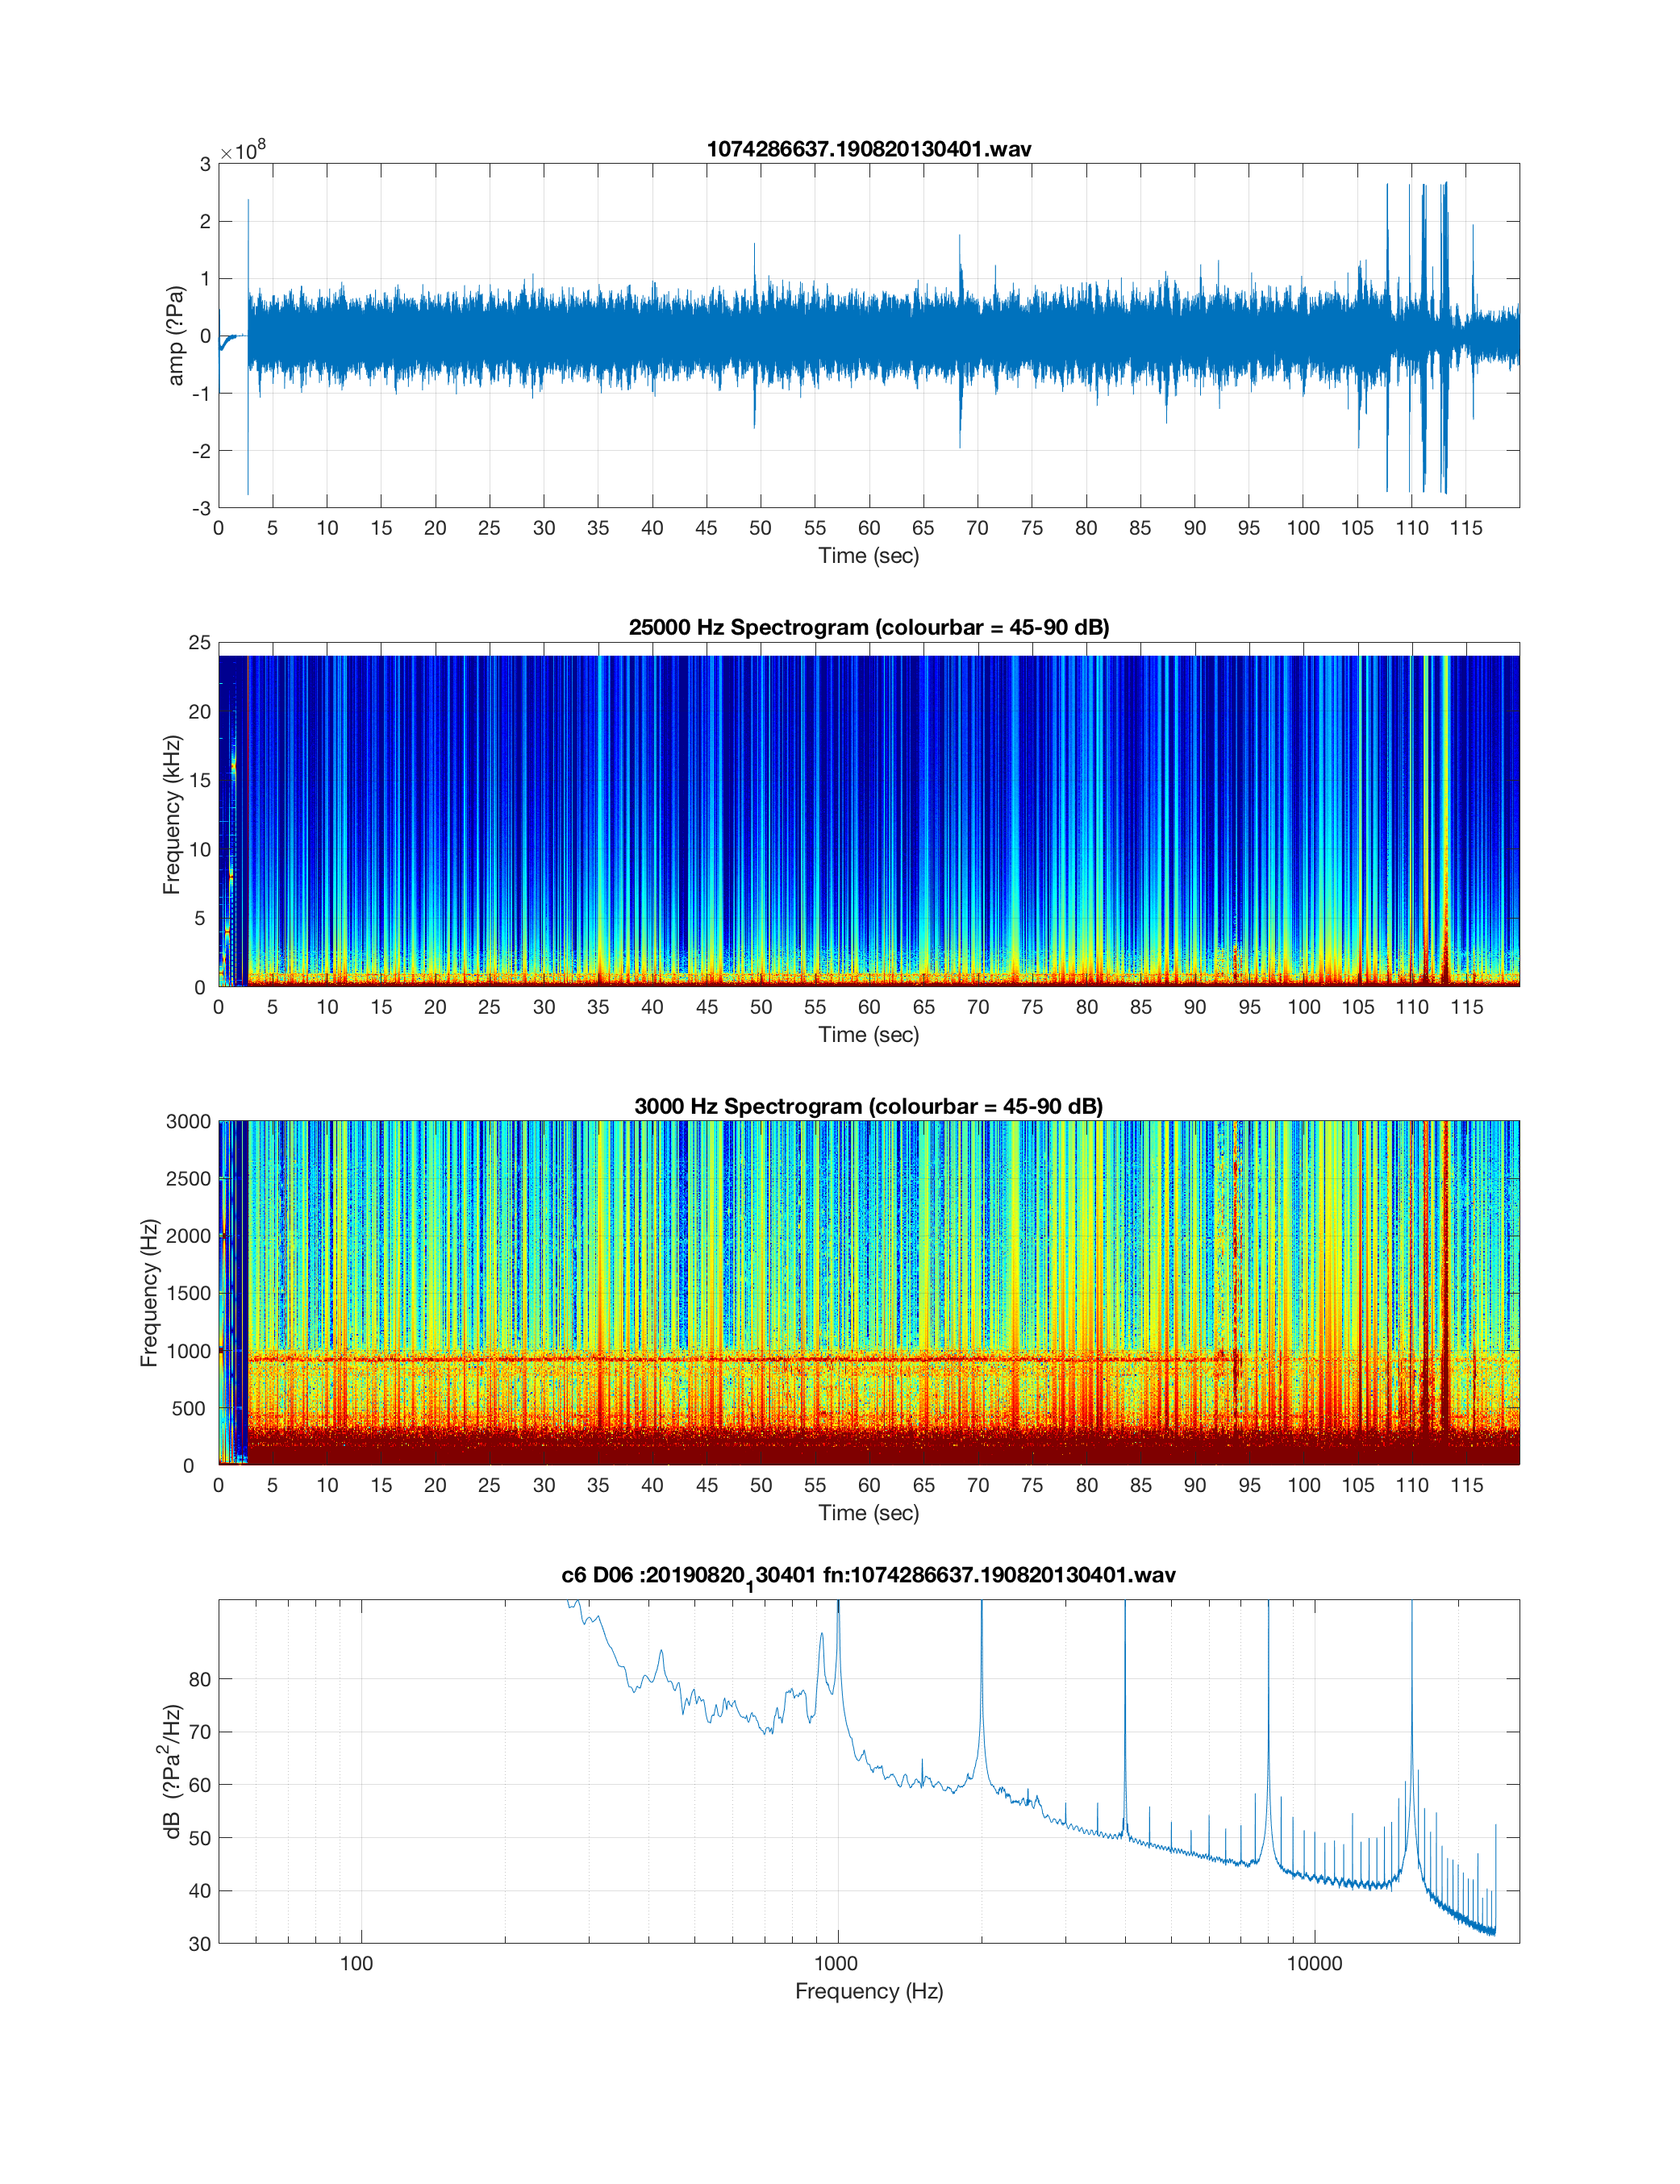 1074286637.190820130401.wav
×10^8
3
2
1
0
-1
-2
-3
amp (?Pa)
0 5 10 15 20 25 30 35 40 45 50 55 60 65 70 75 80 85 90 95 100 105 110 115
Time (sec)
25000 Hz Spectrogram (colourbar = 45-90 dB)
25
20
15
10
5
0
Frequency (kHz)
0 5 10 15 20 25 30 35 40 45 50 55 60 65 70 75 80 85 90 95 100 105 110 115
Time (sec)
3000 Hz Spectrogram (colourbar = 45-90 dB)
3000
2500
2000
1500
1000
500
0
Frequency (Hz)
0 5 10 15 20 25 30 35 40 45 50 55 60 65 70 75 80 85 90 95 100 105 110 115
Time (sec)
c6 D06 :20190820_130401 fn:1074286637.190820130401.wav
80
70
60
50
40
30
dB (?Pa^2/Hz)
100 1000 10000
Frequency (Hz)